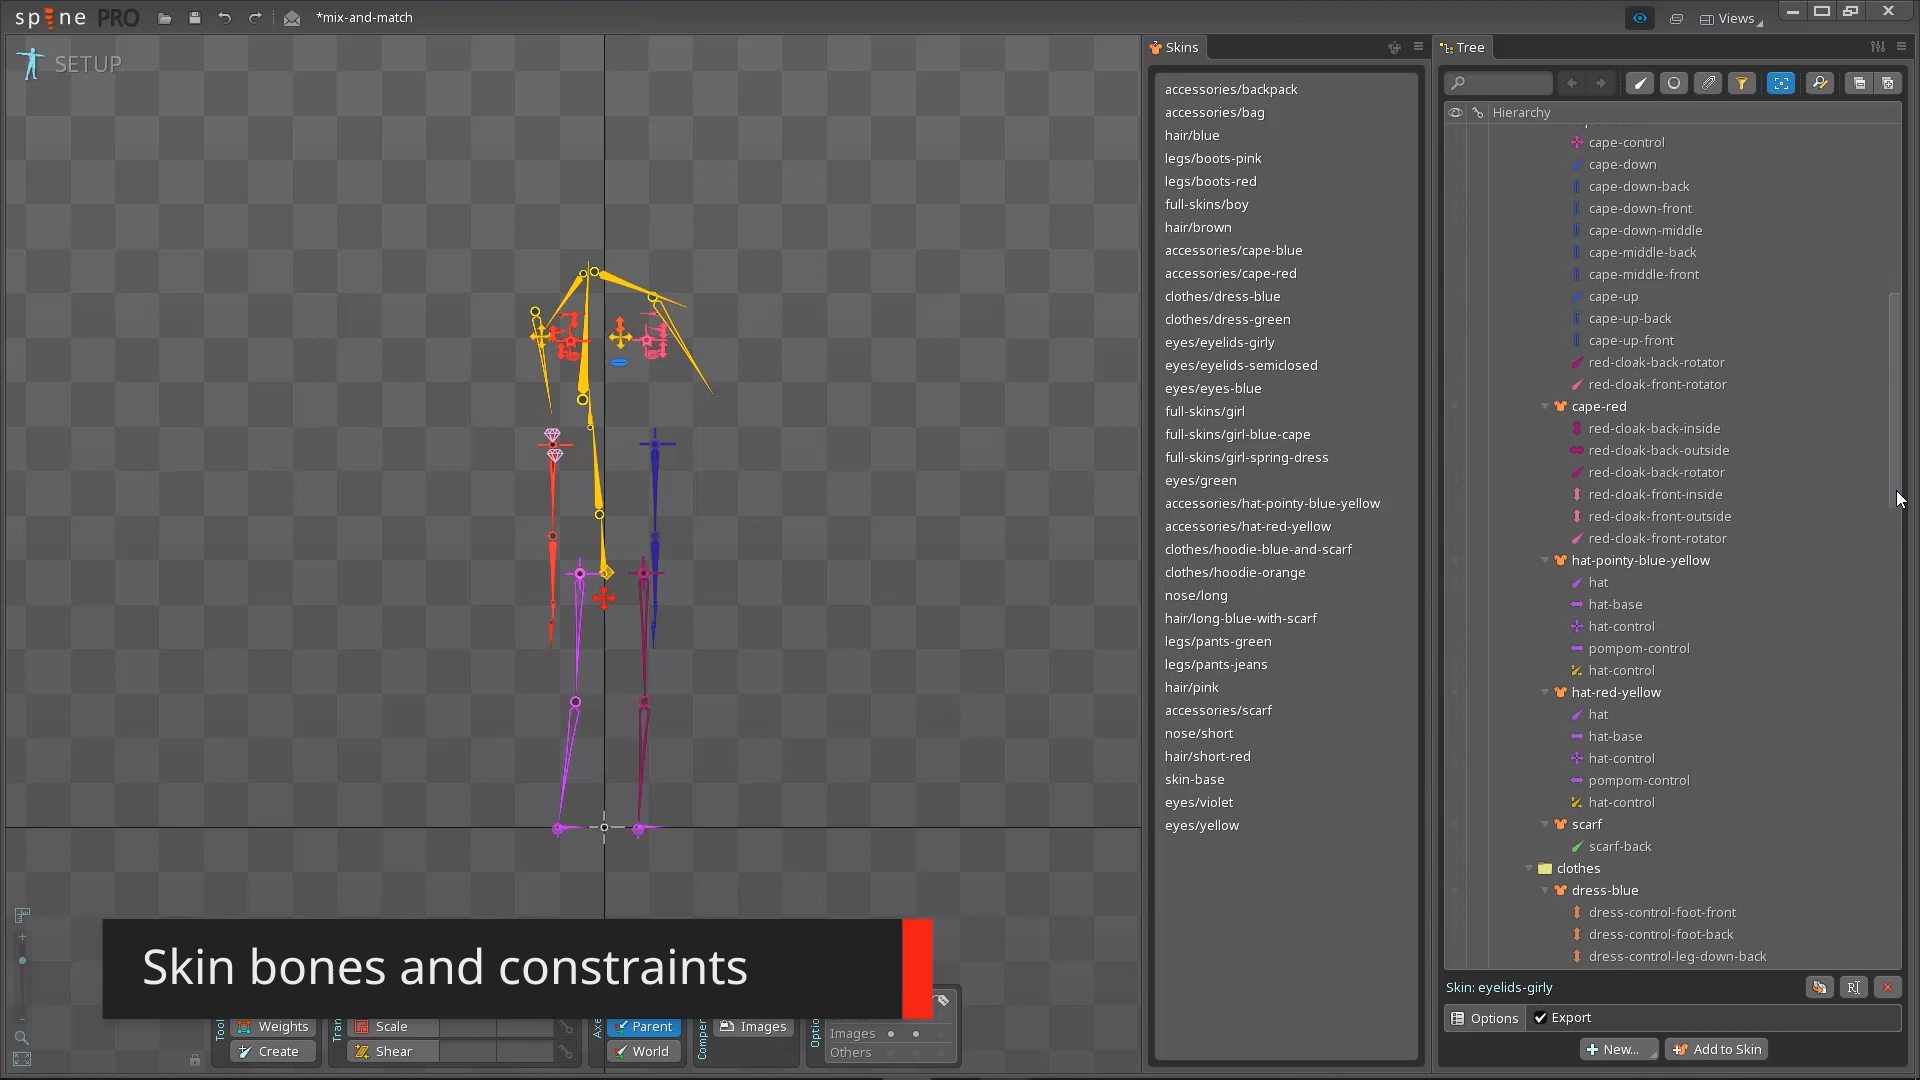 spine PRO
*mix-and-match
Views
SETUP
Skins
accessories/backpack
accessories/bag
hair/blue
legs/boots-pink
legs/boots-red
full-skins/boy
hair/brown
accessories/cape-blue
accessories/cape-red
clothes/dress-blue
clothes/dress-green
eyes/eyelids-girly
eyes/eyelids-semiclosed
eyes/eyes-blue
full-skins/girl
full-skins/girl-blue-cape
full-skins/girl-spring-dress
eyes/green
accessories/hat-pointy-blue-yellow
accessories/hat-red-yellow
clothes/hoodie-blue-and-scarf
clothes/hoodie-orange
nose/long
hair/long-blue-with-scarf
legs/pants-green
legs/pants-jeans
hair/pink
accessories/scarf
nose/short
hair/short-red
skin-base
eyes/violet
eyes/yellow
Tree
Hierarchy
cape-control
cape-down
cape-down-back
cape-down-front
cape-down-middle
cape-middle-back
cape-middle-front
cape-up
cape-up-back
cape-up-front
red-cloak-back-rotator
red-cloak-front-rotator
cape-red
red-cloak-back-inside
red-cloak-back-outside
red-cloak-back-rotator
red-cloak-front-inside
red-cloak-front-outside
red-cloak-front-rotator
hat-pointy-blue-yellow
hat
hat-base
hat-control
pompom-control
hat-control
hat-red-yellow
hat
hat-base
hat-control
pompom-control
hat-control
scarf
scarf-back
clothes
dress-blue
dress-control-foot-front
dress-control-foot-back
dress-control-leg-down-back
Skin: eyelids-girly
Options
Export
New...
Add to Skin
Skin bones and constraints
Weights
Create
Scale
Shear
Axe
Parent
World
Images
Images
Others